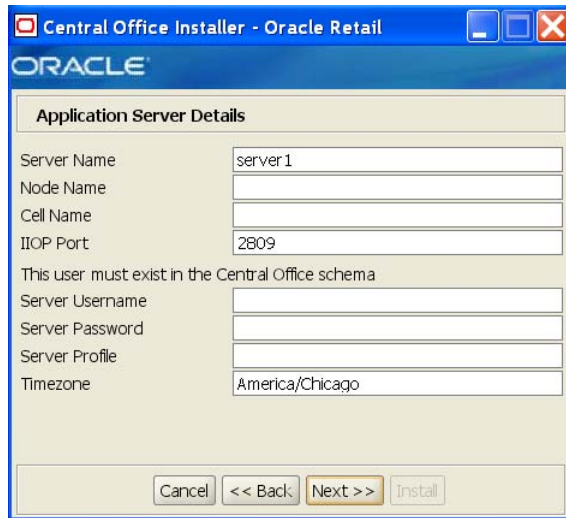 Central Office Installer - Oracle Retail
ORACLE
Application Server Details
Server Name server1
Node Name
Cell Name
IIOP Port 2809
This user must exist in the Central Office schema
Server Username
Server Password
Server Profile
Timezone America/Chicago
Cancel << Back Next >> Install